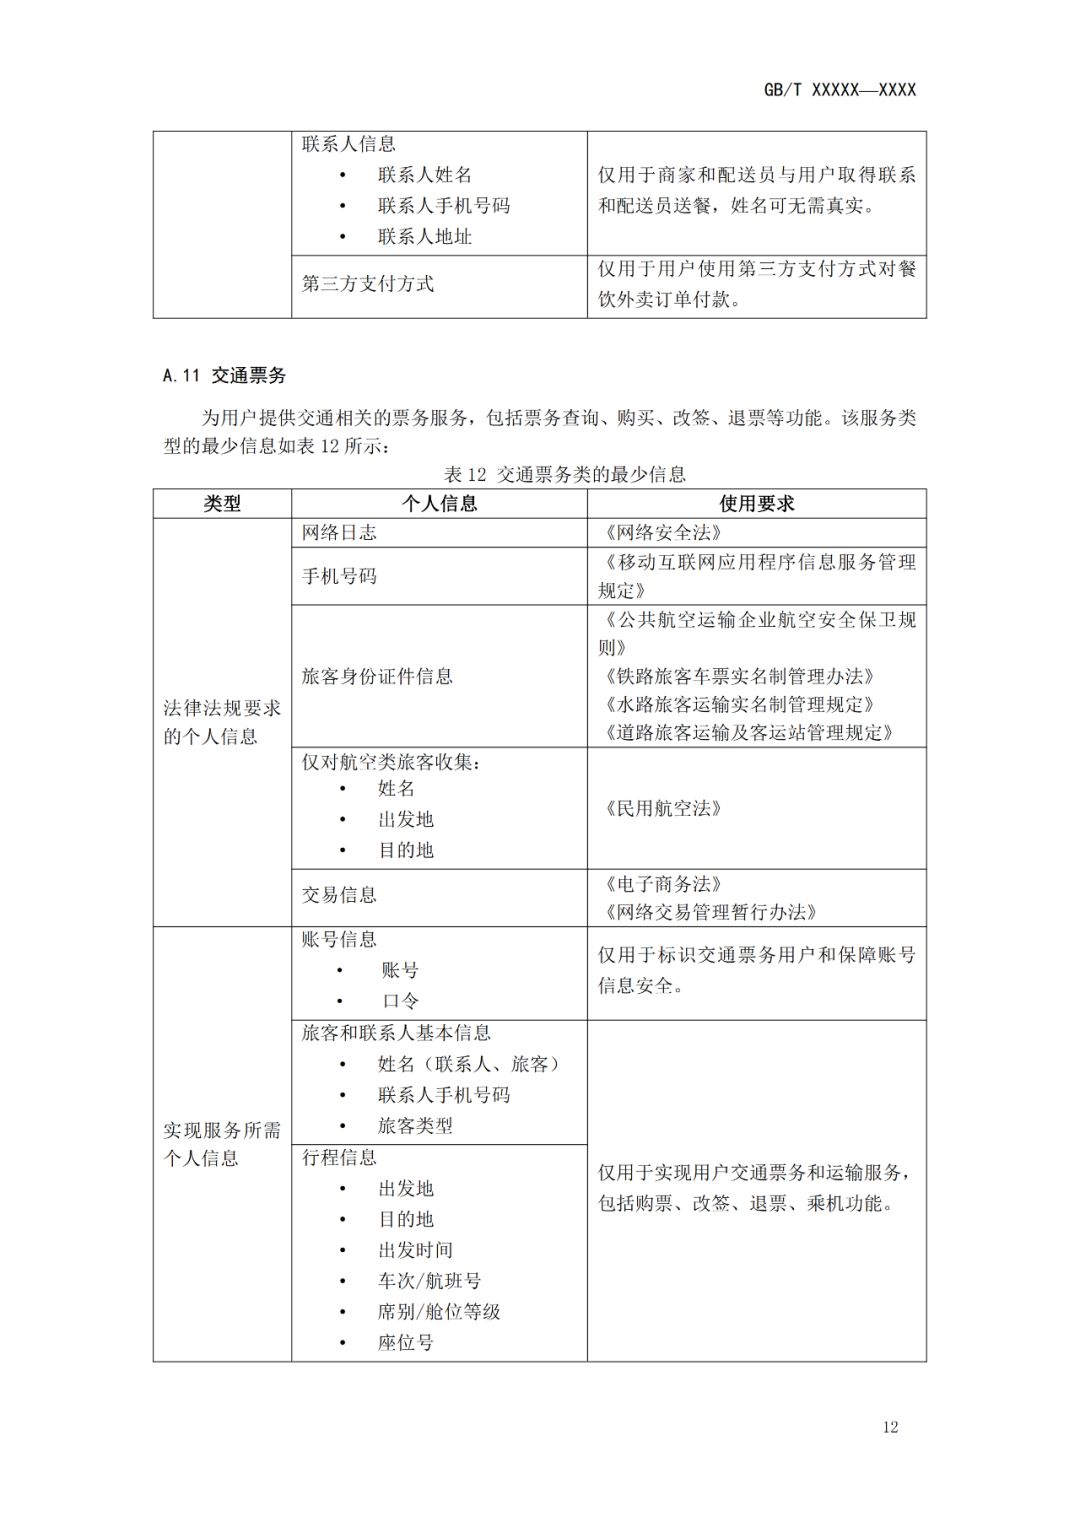 GB/T XXXXX—XXXX
联系人信息
• 联系人姓名
• 联系人手机号码
• 联系人地址
仅用于商家和配送员与用户取得联系
和配送员送餐，姓名可无需真实。
第三方支付方式
仅用于用户使用第三方支付方式对餐
饮外卖订单付款。
A.11 交通票务
为用户提供交通相关的票务服务，包括票务查询、购买、改签、退票等功能。该服务类
型的最少信息如表 12 所示：
表 12 交通票务类的最少信息
类型 个人信息 使用要求
法律法规要求
的个人信息
网络日志 《网络安全法》
手机号码
《移动互联网应用程序信息服务管理
规定》
旅客身份证件信息
《公共航空运输企业航空安全保卫规
则》
《铁路旅客车票实名制管理办法》
《水路旅客运输实名制管理规定》
《道路旅客运输及客运站管理规定》
仅对航空类旅客收集：
• 姓名
• 出发地
• 目的地
《民用航空法》
交易信息
《电子商务法》
《网络交易管理暂行办法》
实现服务所需
个人信息
账号信息
• 账号
• 口令
仅用于标识交通票务用户和保障账号
信息安全。
旅客和联系人基本信息
• 姓名（联系人、旅客）
• 联系人手机号码
• 旅客类型
行程信息
• 出发地
• 目的地
• 出发时间
• 车次/航班号
• 席别/舱位等级
• 座位号
仅用于实现用户交通票务和运输服务，
包括购票、改签、退票、乘机功能。
12